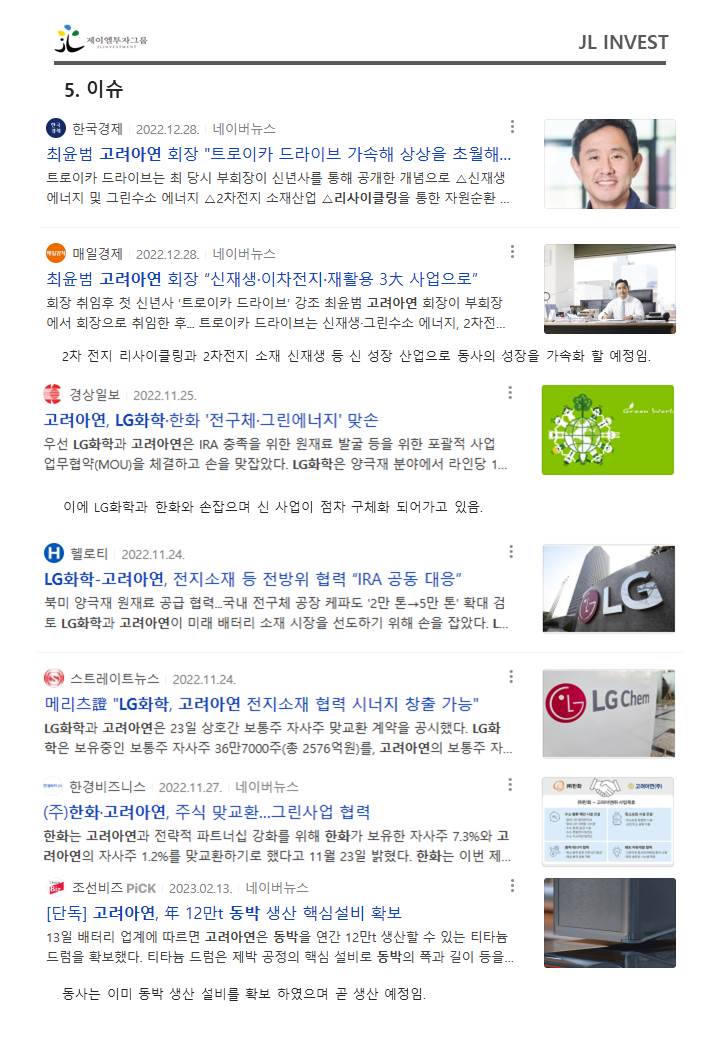 제이엘투자그룹
JLINVESTMENT
JL INVEST
5. 이슈
한국경제 2022.12.28. 네이버뉴스
최윤범 고려아연 회장 "트로이카 드라이브 가속해 상상을 초월해...
트로이카 드라이브는 최 당시 부회장이 신년사를 통해 공개한 개념으로 △신재생
에너지 및 그린수소 에너지 △2차전지 소재산업 △리사이클링을 통한 자원순환 ...
매일경제 2022.12.28. 네이버뉴스
최윤범 고려아연 회장 “신재생·이차전지·재활용 3大 사업으로”
회장 취임후 첫 신년사 '트로이카 드라이브' 강조 최윤범 고려아연 회장이 부회장
에서 회장으로 취임한 후... 트로이카 드라이브는 신재생·그린수소 에너지, 2차전...
2차 전지 리사이클링과 2차전지 소재 신재생 등 신 성장 산업으로 동사의 성장을 가속화 할 예정임.
경상일보 2022.11.25.
고려아연, LG화학·한화 '전구체·그린에너지' 맞손
우선 LG화학과 고려아연은 IRA 충족을 위한 원재료 발굴 등을 위한 포괄적 사업
업무협약(MOU)을 체결하고 손을 맞잡았다. LG화학은 양극재 분야에서 라인당 1...
Green World
이에 LG화학과 한화와 손잡으며 신 사업이 점차 구체화 되어가고 있음.
헬로티 2022.11.24.
LG화학-고려아연, 전지소재 등 전방위 협력 “IRA 공동 대응”
북미 양극재 원재료 공급 협력...국내 전구체 공장 케파도 '2만 톤→5만 톤' 확대 검
토 LG화학과 고려아연이 미래 배터리 소재 시장을 선도하기 위해 손을 잡았다. L...
LG
스트레이트뉴스 2022.11.24.
메리츠證 "LG화학, 고려아연 전지소재 협력 시너지 창출 가능"
LG화학과 고려아연은 23일 상호간 보통주 자사주 맞교환 계약을 공시했다. LG화
학은 보유중인 보통주 자사주 36만7000주(총 2576억원)를, 고려아연의 보통주 자...
LG Chem
한경비즈니스 2022.11.27. 네이버뉴스
(주)한화·고려아연, 주식 맞교환...그린사업 협력
한화는 고려아연과 전략적 파트너십 강화를 위해 한화가 보유한 자사주 7.3%와 고
려아연의 자사주 1.2%를 맞교환하기로 했다고 11월 23일 밝혔다. 한화는 이번 제...
㈜한화 고려아연(주)
조선비즈 PiCK 2023.02.13. 네이버뉴스
[단독] 고려아연, 年 12만t 동박 생산 핵심설비 확보
13일 배터리 업계에 따르면 고려아연은 동박을 연간 12만t 생산할 수 있는 티타늄
드럼을 확보했다. 티타늄 드럼은 제박 공정의 핵심 설비로 동박의 폭과 길이 등을...
동사는 이미 동박 생산 설비를 확보 하였으며 곧 생산 예정임.